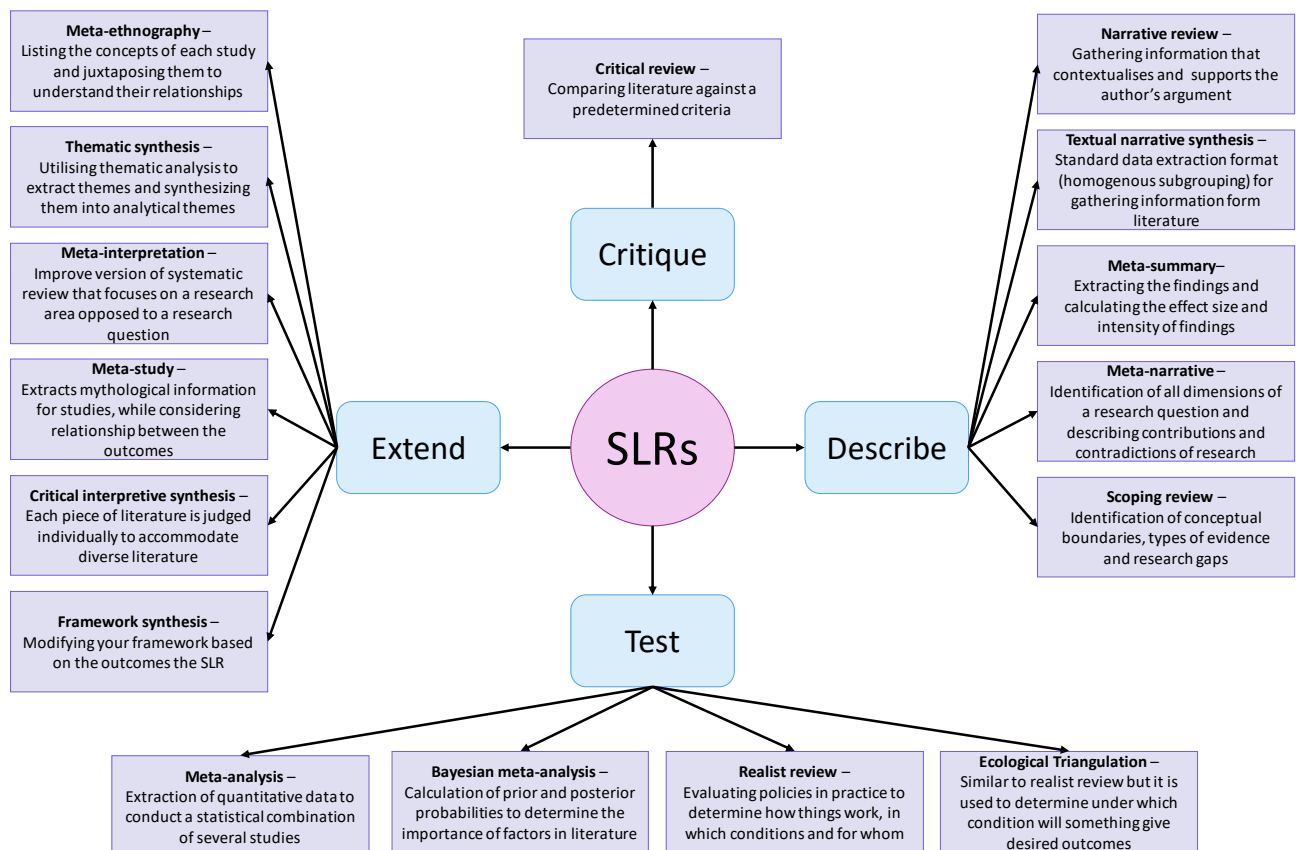 Meta-ethnography –
Listing the concepts of each study
and juxtaposing them to
understand their relationships
Thematic synthesis –
Utilising thematic analysis to
extract themes and synthesizing
them into analytical themes
Meta-interpretation –
Improve version of systematic
review that focuses on a research
area opposed to a research
question
Meta-study –
Extracts mythological information
for studies, while considering
relationship between the
outcomes
Critical interpretive synthesis –
Each piece of literature is judged
individually to accommodate
diverse literature
Framework synthesis –
Modifying your framework based
on the outcomes the SLR
Extend
Critical review –
Comparing literature against a
predetermined criteria
Critique
SLRs
Describe
Narrative review –
Gathering information that
contextualises and supports the
author's argument
Textual narrative synthesis –
Standard data extraction format
(homogenous subgrouping) for
gathering information form
literature
Meta-summary–
Extracting the findings and
calculating the effect size and
intensity of findings
Meta-narrative –
Identification of all dimensions of
a research question and
describing contributions and
contradictions of research
Scoping review –
Identification of conceptual
boundaries, types of evidence
and research gaps
Test
Meta-analysis –
Extraction of quantitative data to
conduct a statistical combination
of several studies
Bayesian meta-analysis –
Calculation of prior and posterior
probabilities to determine the
importance of factors in literature
Realist review –
Evaluating policies in practice to
determine how things work, in
which conditions and for whom
Ecological Triangulation –
Similar to realist review but it is
used to determine under which
condition will something give
desired outcomes